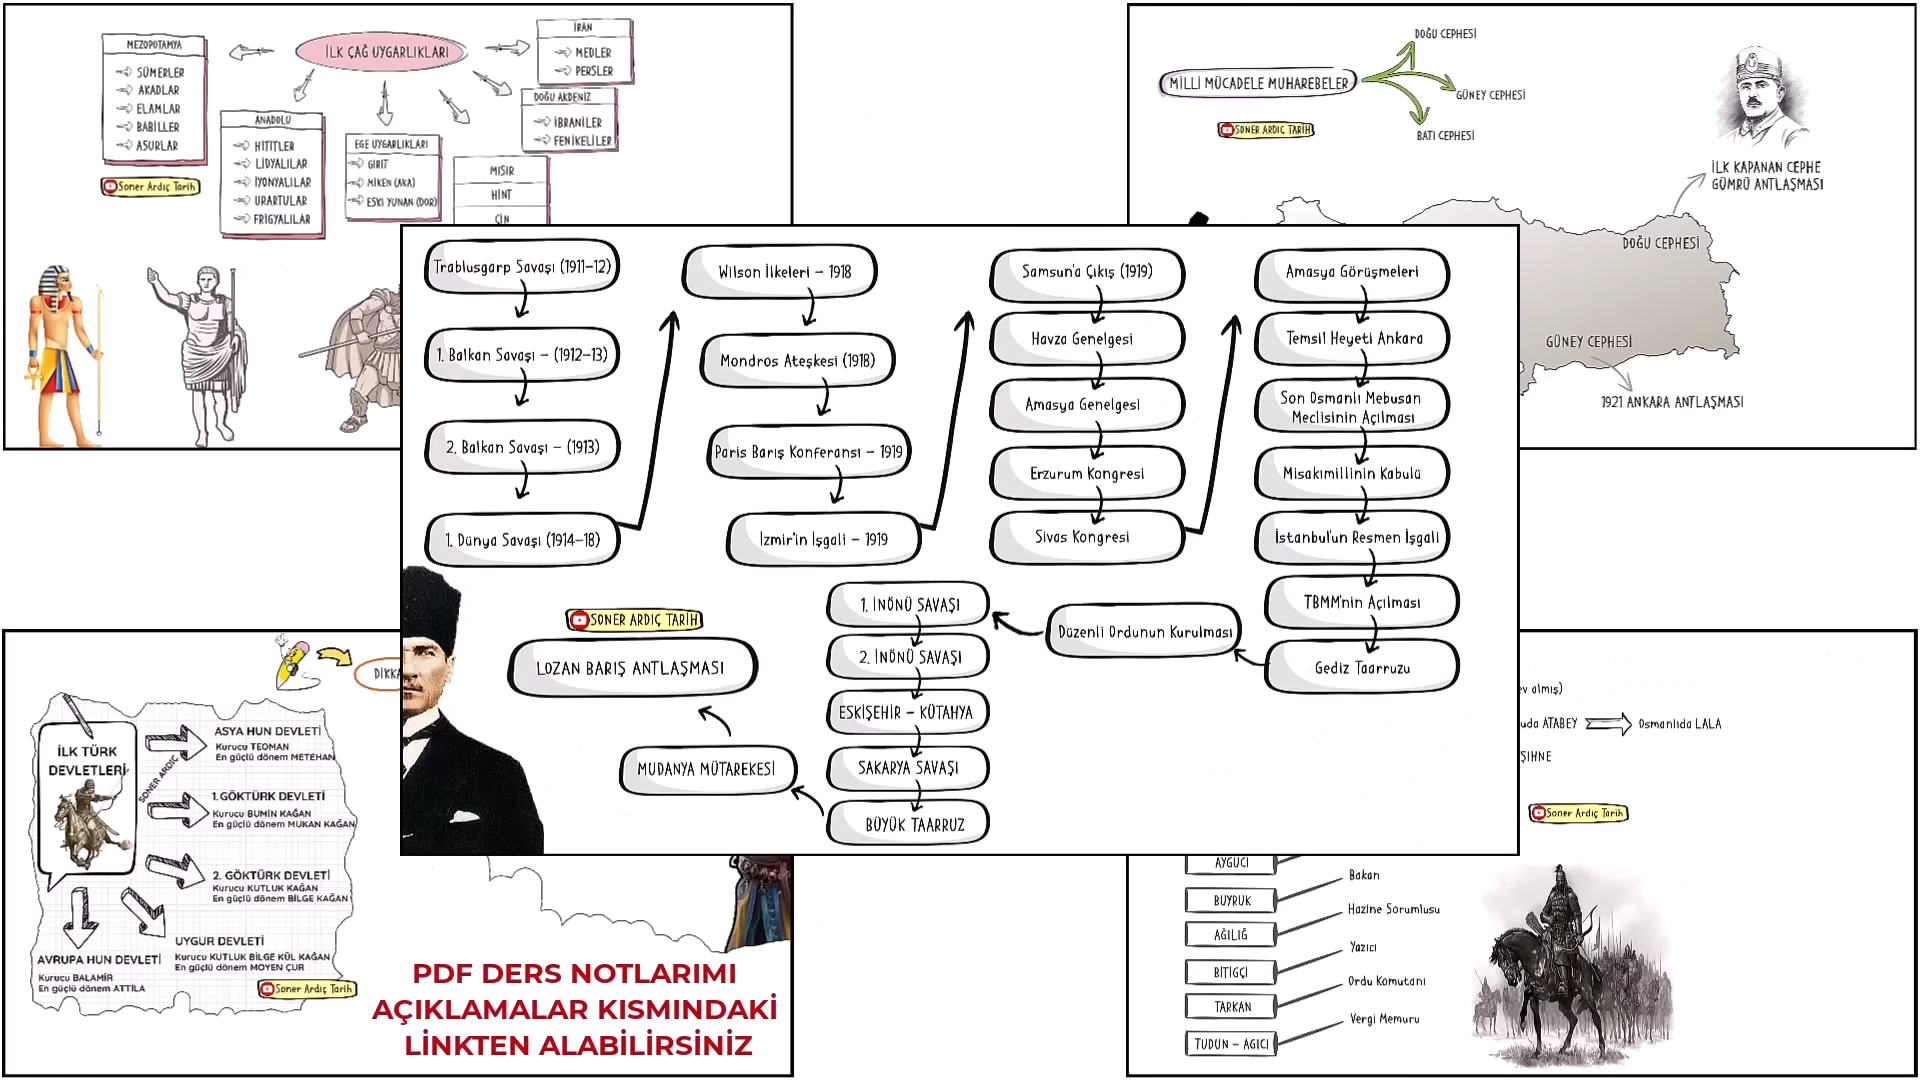 İLK ÇAĞ UYGARLIKLARI
MEZOPOTAMYA
SÜMERLER
AKADLAR
ELAMLAR
BABİLLER
ASURLAR
Soner Ardıç Tarih
ANADOLU
HİTİTLER
LİDYALILAR
İYONYALILAR
URARTULAR
FRİGYALILAR
EGE UYGARLIKLARI
GİRİT
MİKEN (AKA)
ESKİ YUNAN (DOR)
MISIR
HİNT
ÇİN
İRAN
MEDLER
PERSLER
DOĞU AKDENİZ
İBRANİLER
FENİKELİLER
MİLLİ MÜCADELE MUHAREBELER
DOĞU CEPHESİ
GÜNEY CEPHESİ
BATI CEPHESİ
SONER ARDIÇ TARİH
İLK KAPANAN CEPHE
GÜMRÜ ANTLAŞMASI
DOĞU CEPHESİ
GÜNEY CEPHESİ
1921 ANKARA ANTLAŞMASI
Trablusgarp Savaşı (1911-12)
1. Balkan Savaşı - (1912-13)
2. Balkan Savaşı - (1913)
1. Dünya Savaşı (1914-18)
Wilson İlkeleri - 1918
Mondros Ateşkesi (1918)
Paris Barış Konferansı - 1919
İzmir'in İşgali - 1919
Samsun'a Çıkış (1919)
Havza Genelgesi
Amasya Genelgesi
Erzurum Kongresi
Sivas Kongresi
Amasya Görüşmeleri
Temsil Heyeti Ankara
Son Osmanlı Mebusan
Meclisinin Açılması
Misakımillinin Kabulü
İstanbul'un Resmen İşgali
TBMM'nin Açılması
Gediz Taarruzu
Düzenli Ordunun Kurulması
1. İNÖNÜ SAVAŞI
2. İNÖNÜ SAVAŞI
ESKİŞEHİR - KÜTAHYA
SAKARYA SAVAŞI
BÜYÜK TAARRUZ
MUDANYA MÜTAREKESİ
LOZAN BARIŞ ANTLAŞMASI
SONER ARDIÇ TARİH
İLK TÜRK
DEVLETLERİ
SONER ARDIÇ
ASYA HUN DEVLETİ
Kurucu TEOMAN
En güçlü dönem METEHAN
1.GÖKTÜRK DEVLETİ
Kurucu BUMİN KAĞAN
En güçlü dönem MUKAN KAĞAN
2. GÖKTÜRK DEVLETİ
Kurucu KUTLUK KAĞAN
En güçlü dönem BİLGE KAĞAN
UYGUR DEVLETİ
Kurucu KUTLUK BİLGE KÜL KAĞAN
En güçlü dönem MOYEN ÇUR
AVRUPA HUN DEVLETİ
Kurucu BALAMİR
En güçlü dönem ATTİLA
Soner Ardıç Tarih
PDF DERS NOTLARIMI
AÇIKLAMALAR KISMINDAKİ
LİNKTEN ALABİLİRSİNİZ
almış)
ATABEY
Osmanlıda LALA
ŞIHNE
Soner Ardıç Tarih
AYGUCI
BUYRUK
Bakan
AĞILIĞ
Hazine Sorumlusu
BİTİGÇİ
Yazıcı
TARKAN
Ordu Komutanı
TUDUN - AGICI
Vergi Memuru